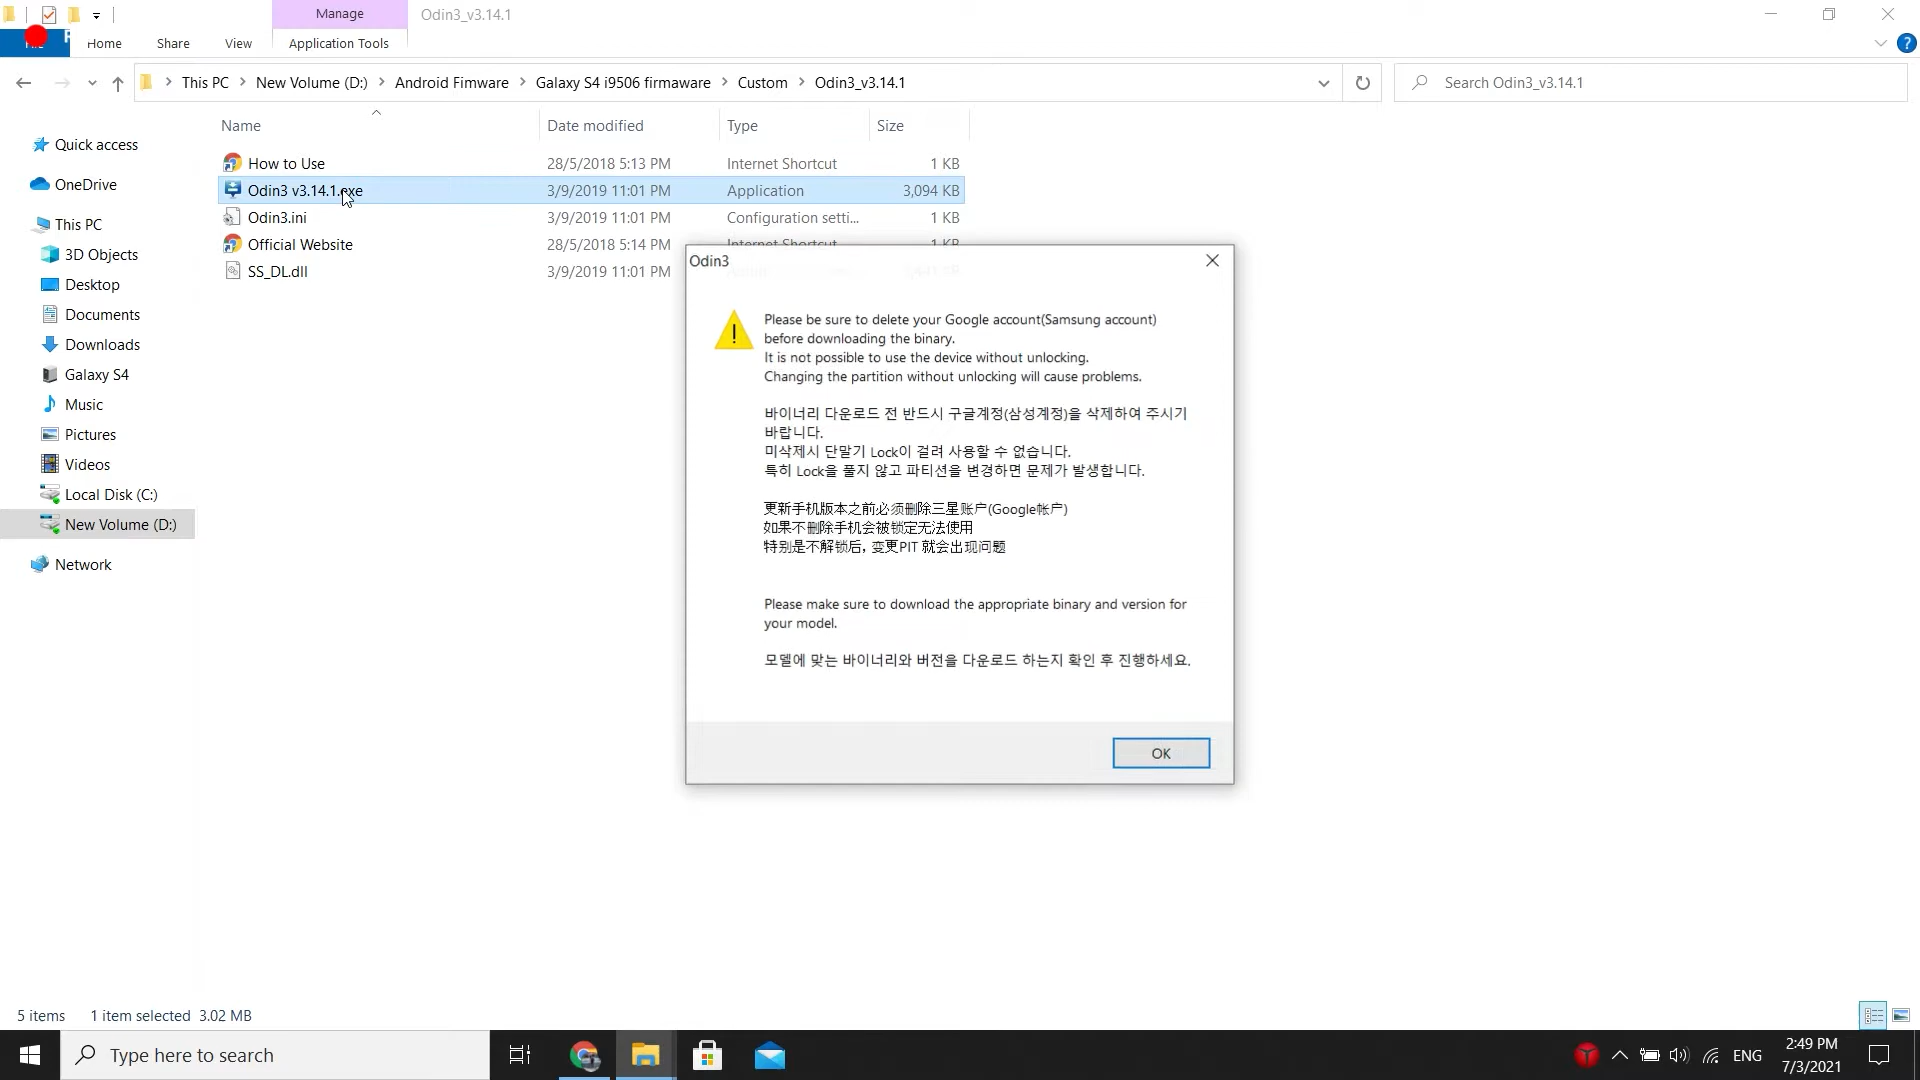 Manage
Odin3_v3.14.1
Home
Share
View
Application Tools
This PC
New Volume (D:)
Android Fimware
Galaxy S4 i9506 firmaware
Custom
Odin3_v3.14.1
Search Odin3_v3.14.1
Name
Date modified
Type
Size
How to Use
28/5/2018 5:13 PM
Internet Shortcut
1 KB
Odin3 v3.14.1.exe
3/9/2019 11:01 PM
Application
3,094 KB
Odin3.ini
3/9/2019 11:01 PM
Configuration setti...
1 KB
Official Website
28/5/2018 5:14 PM
Internet Shortcut
1 KB
SS_DL.dll
3/9/2019 11:01 PM
Quick access
OneDrive
This PC
3D Objects
Desktop
Documents
Downloads
Galaxy S4
Music
Pictures
Videos
Local Disk (C:)
New Volume (D:)
Network
Odin3
Please be sure to delete your Google account(Samsung account)
before downloading the binary.
It is not possible to use the device without unlocking.
Changing the partition without unlocking will cause problems.
바이너리 다운로드 전 반드시 구글계정(삼성계정)을 삭제하여 주시기
바랍니다.
미삭제시 단말기 Lock이 걸려 사용할 수 없습니다.
특히 Lock을 풀지 않고 파티션을 변경하면 문제가 발생합니다.
更新手机版本之前必须删除三星账户(Google帐户)
如果不删除手机会被锁定无法使用
特别是不解锁后, 变更PIT 就会出现问题
Please make sure to download the appropriate binary and version for
your model.
모델에 맞는 바이너리와 버전을 다운로드 하는지 확인 후 진행하세요.
OK
5 items
1 item selected 3.02 MB
Type here to search
ENG
2:49 PM
7/3/2021